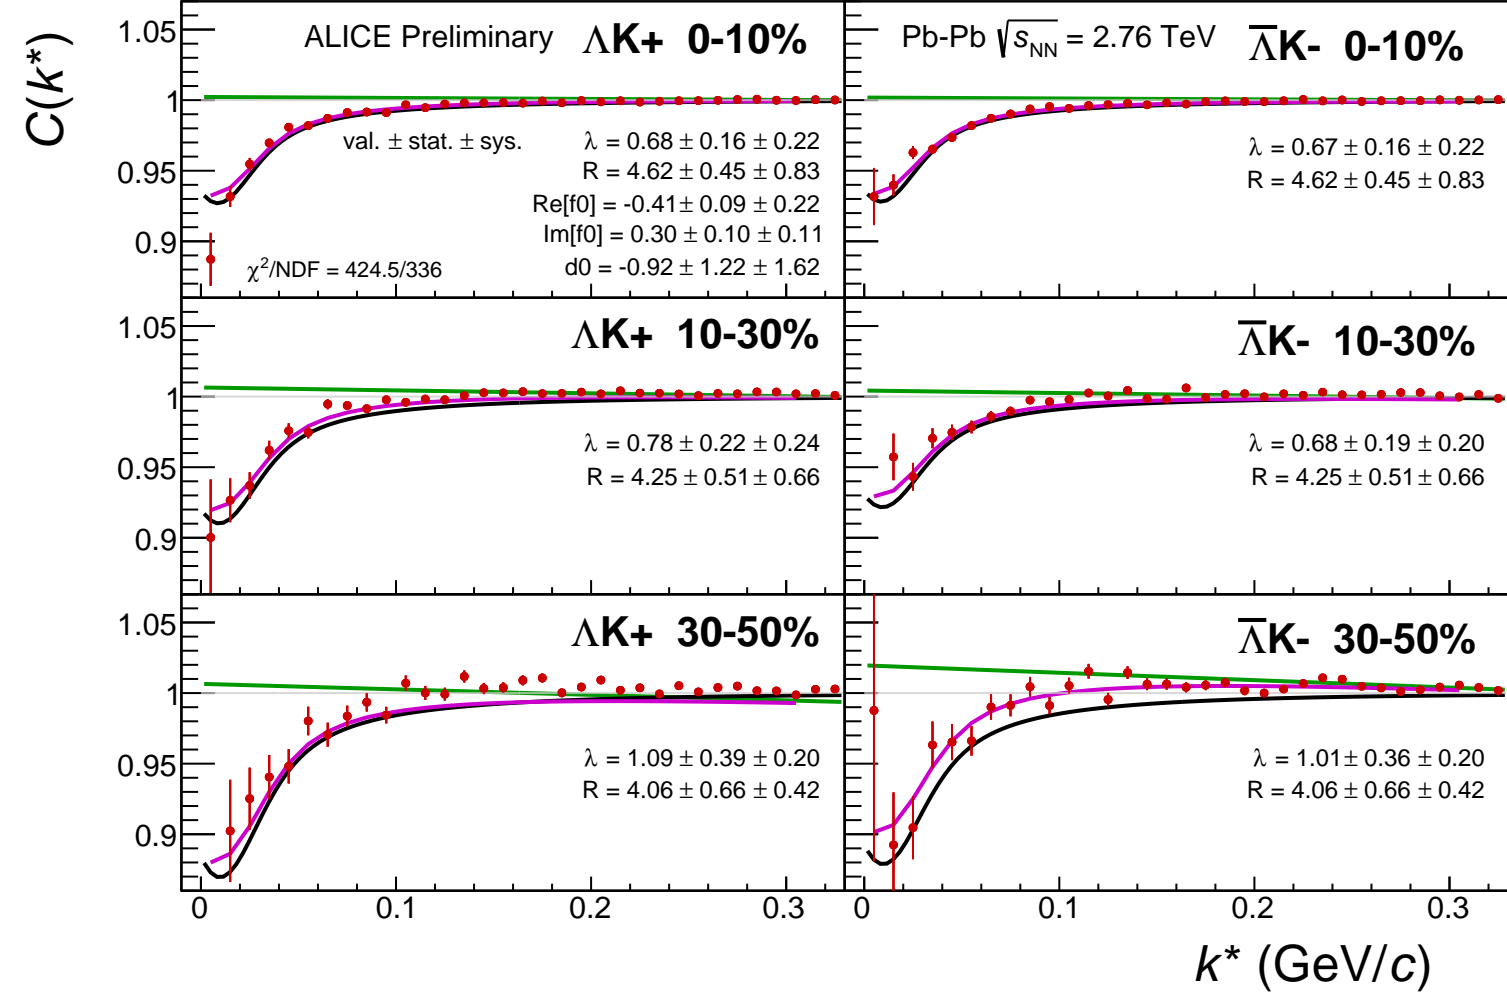 C(k*)
ALICE Preliminary ΛK+ 0-10%
1.05
1
0.95
0.9
val. ± stat. ± sys.
λ = 0.68 ± 0.16 ± 0.22
R = 4.62 ± 0.45 ± 0.83
Re[f0] = -0.41 ± 0.09 ± 0.22
Im[f0] = 0.30 ± 0.10 ± 0.11
d0 = -0.92 ± 1.22 ± 1.62
χ²/NDF = 424.5/336
Pb-Pb √sNN = 2.76 TeV Λ̅K- 0-10%
λ = 0.67 ± 0.16 ± 0.22
R = 4.62 ± 0.45 ± 0.83
ΛK+ 10-30%
1.05
1
0.95
0.9
λ = 0.78 ± 0.22 ± 0.24
R = 4.25 ± 0.51 ± 0.66
Λ̅K- 10-30%
λ = 0.68 ± 0.19 ± 0.20
R = 4.25 ± 0.51 ± 0.66
ΛK+ 30-50%
1.05
1
0.95
0.9
λ = 1.09 ± 0.39 ± 0.20
R = 4.06 ± 0.66 ± 0.42
Λ̅K- 30-50%
λ = 1.01 ± 0.36 ± 0.20
R = 4.06 ± 0.66 ± 0.42
0 0.1 0.2 0.3
0 0.1 0.2 0.3
k* (GeV/c)